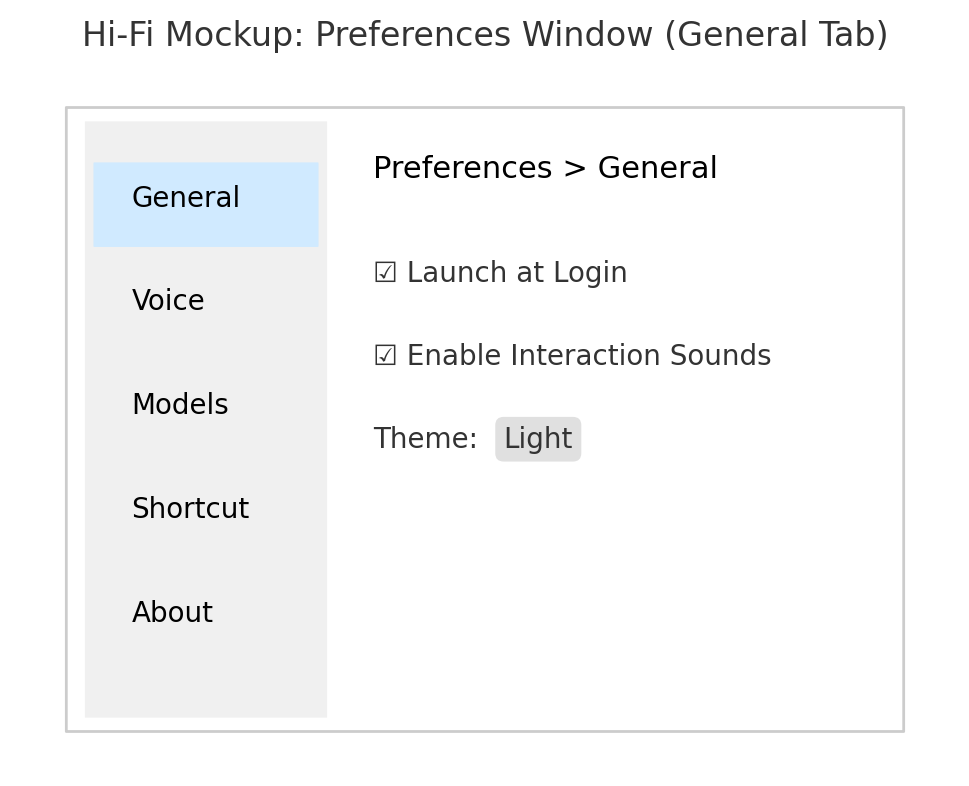 Hi-Fi Mockup: Preferences Window (General Tab)
General
Voice
Models
Shortcut
About
Preferences > General
☑ Launch at Login
☑ Enable Interaction Sounds
Theme: Light